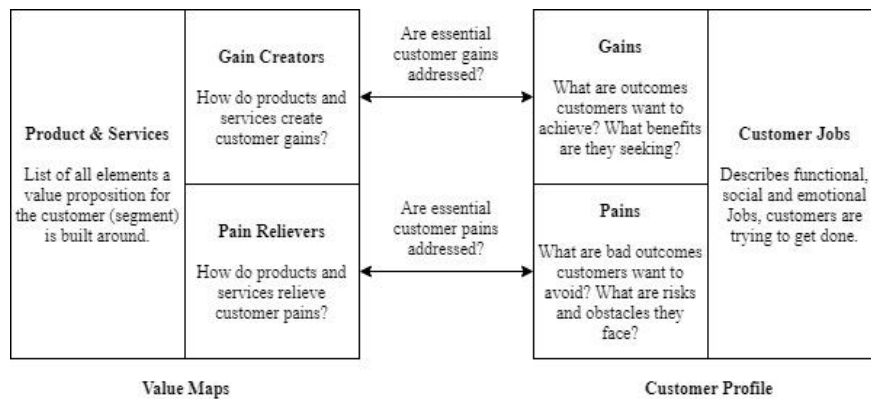 Product & Services
List of all elements a
value proposition for
the customer (segment)
is built around.
Gain Creators
How do products and
services create
customer gains?
Pain Relievers
How do products and
services relieve
customer pains?
Are essential
customer gains
addressed?
Are essential
customer pains
addressed?
Gains
What are outcomes
customers want to
achieve? What benefits
are they seeking?
Pains
What are bad outcomes
customers want to
avoid? What are risks
and obstacles they
face?
Customer Jobs
Describes functional,
social and emotional
Jobs, customers are
trying to get done.
Value Maps
Customer Profile